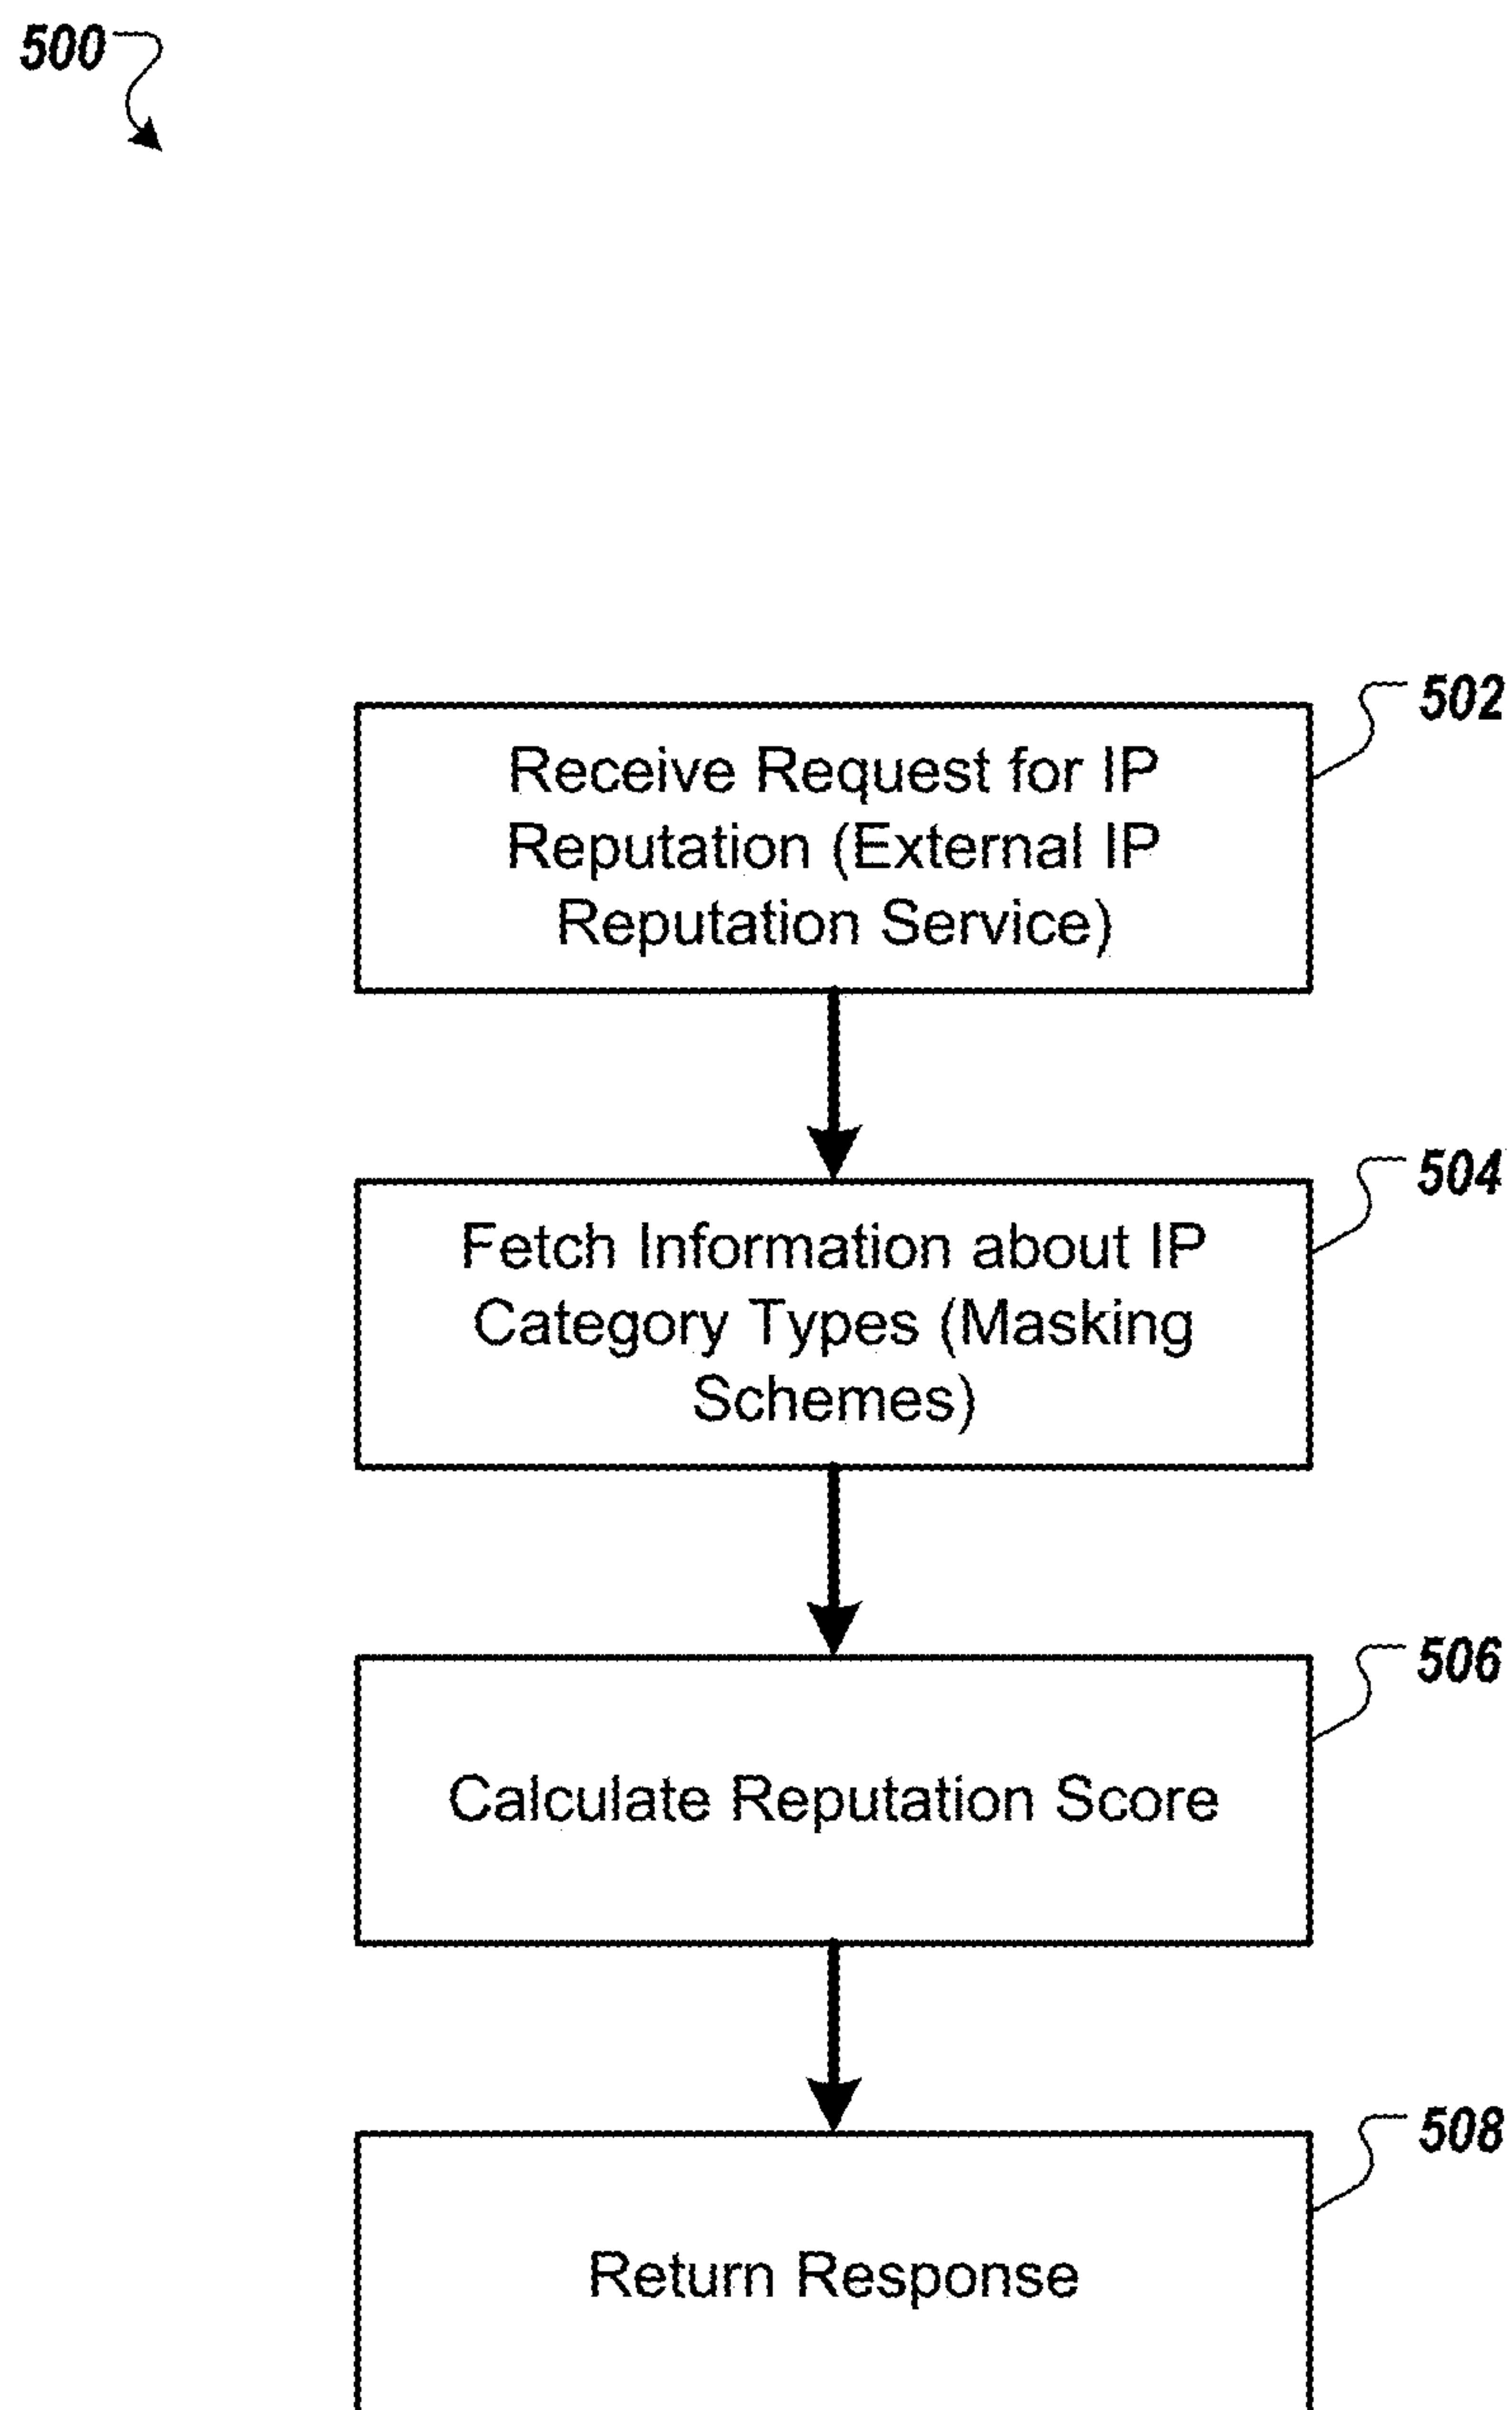 500
502
Receive Request for IP
Reputation (External IP
Reputation Service)
504
Fetch Information about IP
Category Types (Masking
Schemes)
506
Calculate Reputation Score
508
Return Response